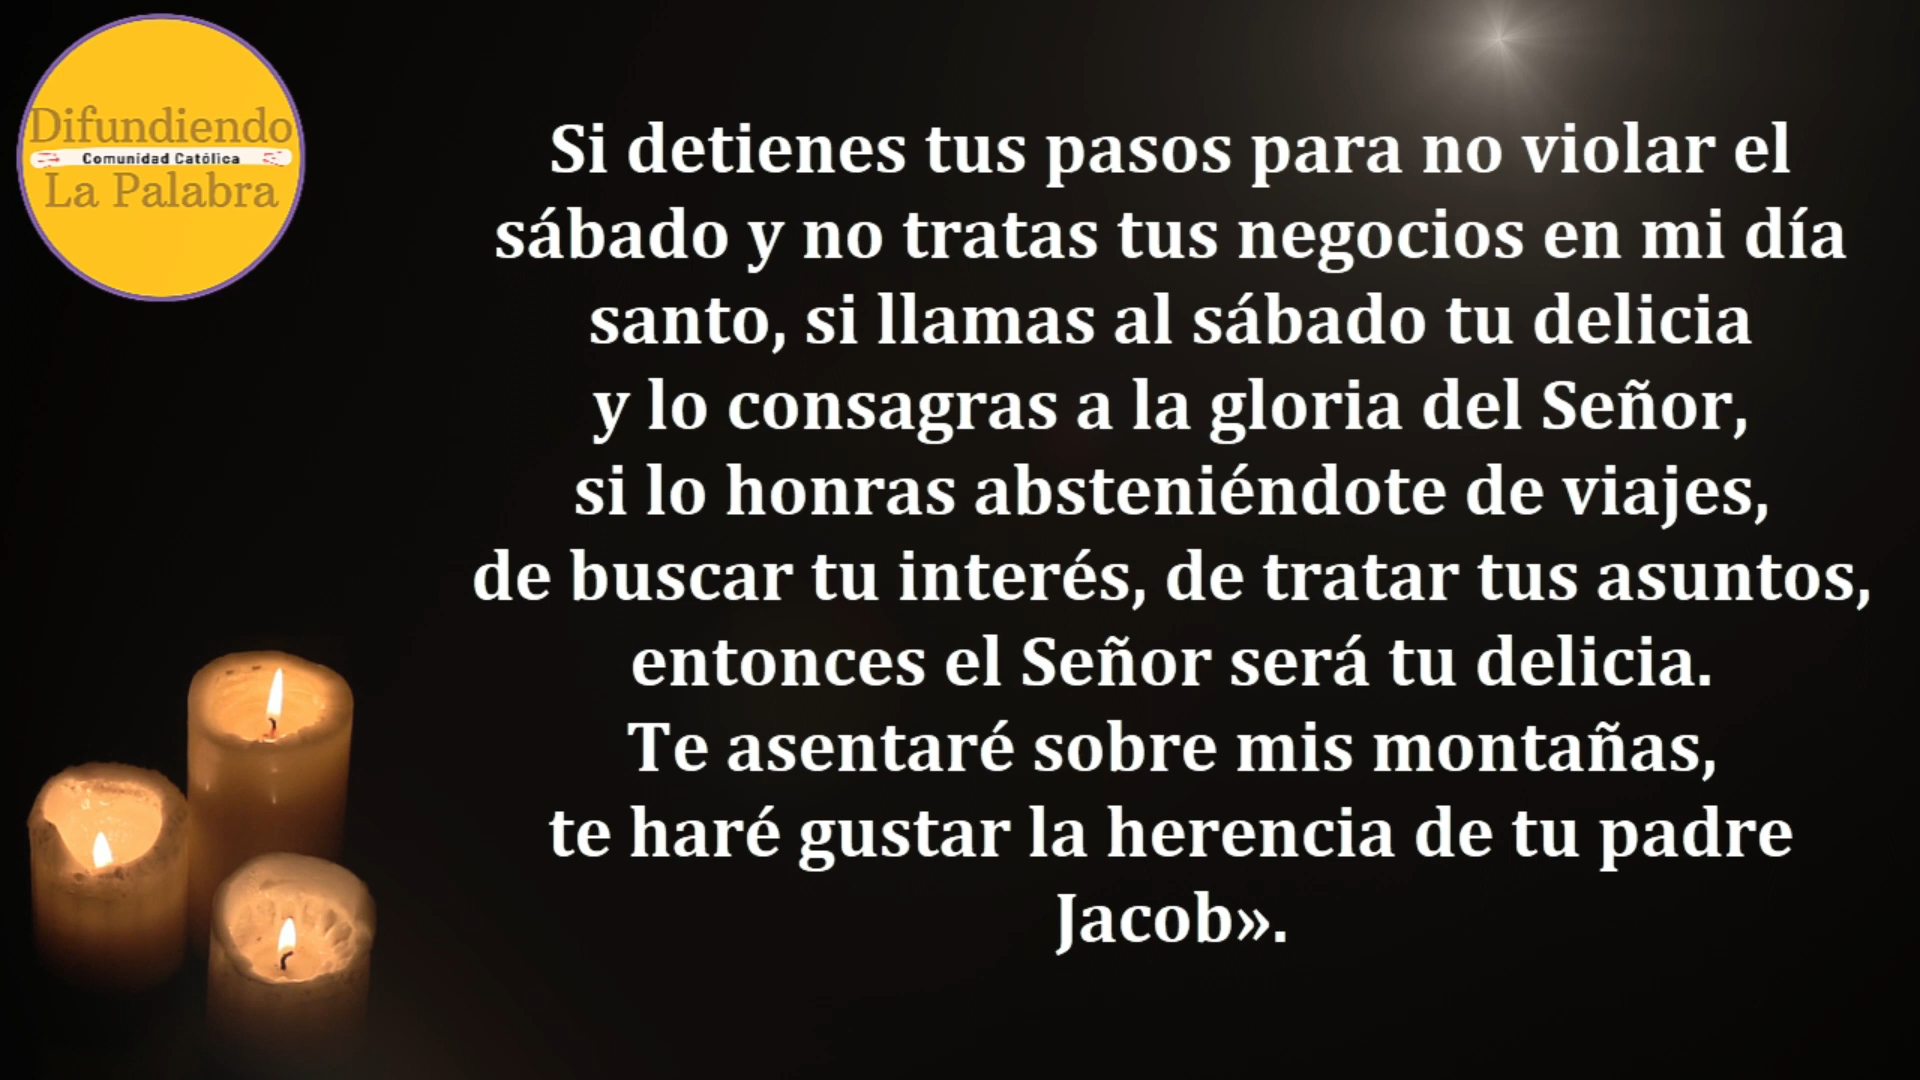 Difundiendo
Comunidad Católica
La Palabra
Si detienes tus pasos para no violar el
sábado y no tratas tus negocios en mi día
santo, si llamas al sábado tu delicia
y lo consagras a la gloria del Señor,
si lo honras absteniéndote de viajes,
de buscar tu interés, de tratar tus asuntos,
entonces el Señor será tu delicia.
Te asentaré sobre mis montañas,
te haré gustar la herencia de tu padre
Jacob».